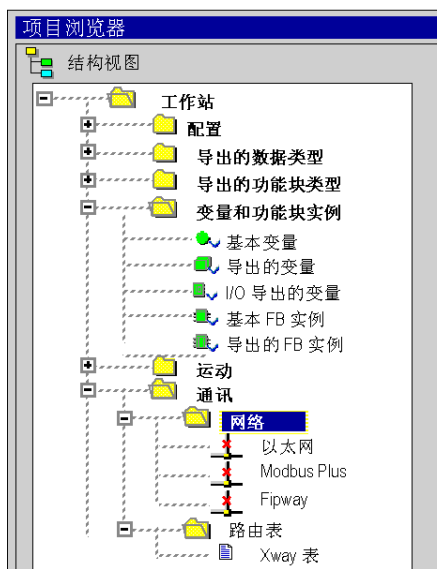 项目浏览器
结构视图
工作站
配置
导出的数据类型
导出的功能块类型
变量和功能块实例
基本变量
导出的变量
I/O 导出的变量
基本 FB 实例
导出的 FB 实例
运动
通讯
网络
以太网
Modbus Plus
Fipway
路由表
Xway 表